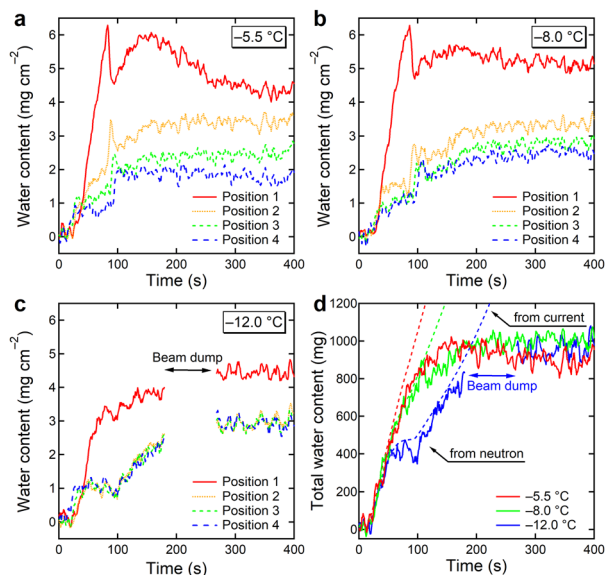 a
–5.5 °C
Water content (mg cm–2)
6
5
4
3
2
1
0
Position 1
Position 2
Position 3
Position 4
0 100 200 300 400
Time (s)
b
–8.0 °C
Water content (mg cm–2)
6
5
4
3
2
1
0
Position 1
Position 2
Position 3
Position 4
0 100 200 300 400
Time (s)
c
–12.0 °C
Water content (mg cm–2)
6
5
4
3
2
1
0
Beam dump
Position 1
Position 2
Position 3
Position 4
0 100 200 300 400
Time (s)
d
Total water content (mg)
1200
1000
800
600
400
200
0
from current
Beam dump
from neutron
–5.5 °C
–8.0 °C
–12.0 °C
0 100 200 300 400
Time (s)